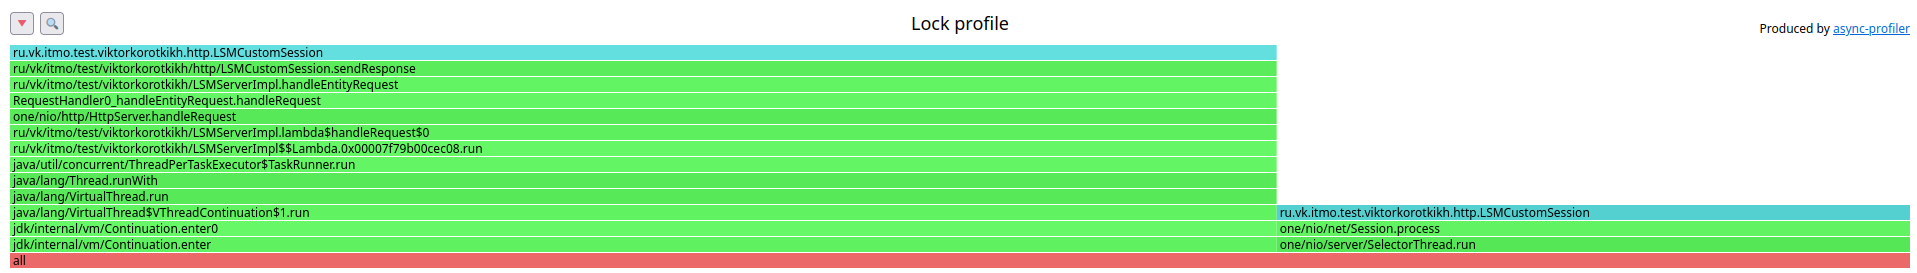 Lock profile
Produced by async-profiler
ru.vk.itmo.test.viktorkorotkikh.http.LSMCustomSession
ru/vk/itmo/test/viktorkorotkikh/http/LSMCustomSession.sendResponse
ru/vk/itmo/test/viktorkorotkikh/LSMServerImpl.handleEntityRequest
RequestHandler0_handleEntityRequest.handleRequest
one/nio/http/HttpServer.handleRequest
ru/vk/itmo/test/viktorkorotkikh/LSMServerImpl.lambda$handleRequest$0
ru/vk/itmo/test/viktorkorotkikh/LSMServerImpl$$Lambda.0x00007f79b00cec08.run
java/util/concurrent/ThreadPerTaskExecutor$TaskRunner.run
java/lang/Thread.runWith
java/lang/VirtualThread.run
java/lang/VirtualThread$VThreadContinuation$1.run
ru.vk.itmo.test.viktorkorotkikh.http.LSMCustomSession
jdk/internal/vm/Continuation.enter0
one/nio/net/Session.process
jdk/internal/vm/Continuation.enter
one/nio/server/SelectorThread.run
all